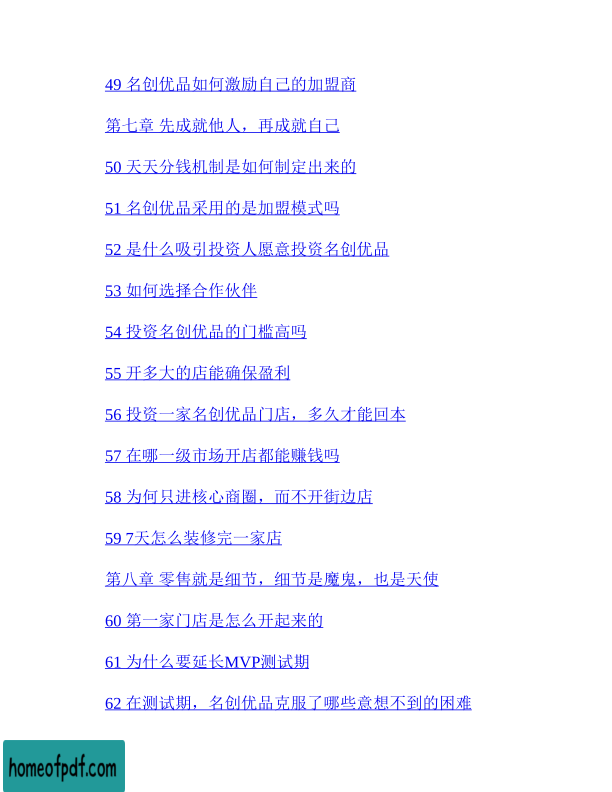 49 名创优品如何激励自己的加盟商
第七章 先成就他人，再成就自己
50 天天分钱机制是如何制定出来的
51 名创优品采用的是加盟模式吗
52 是什么吸引投资人愿意投资名创优品
53 如何选择合作伙伴
54 投资名创优品的门槛高吗
55 开多大的店能确保盈利
56 投资一家名创优品门店，多久才能回本
57 在哪一级市场开店都能赚钱吗
58 为何只进核心商圈，而不开街边店
59 7天怎么装修完一家店
第八章 零售就是细节，细节是魔鬼，也是天使
60 第一家门店是怎么开起来的
61 为什么要延长MVP测试期
62 在测试期，名创优品克服了哪些意想不到的困难
homeofpdf.com